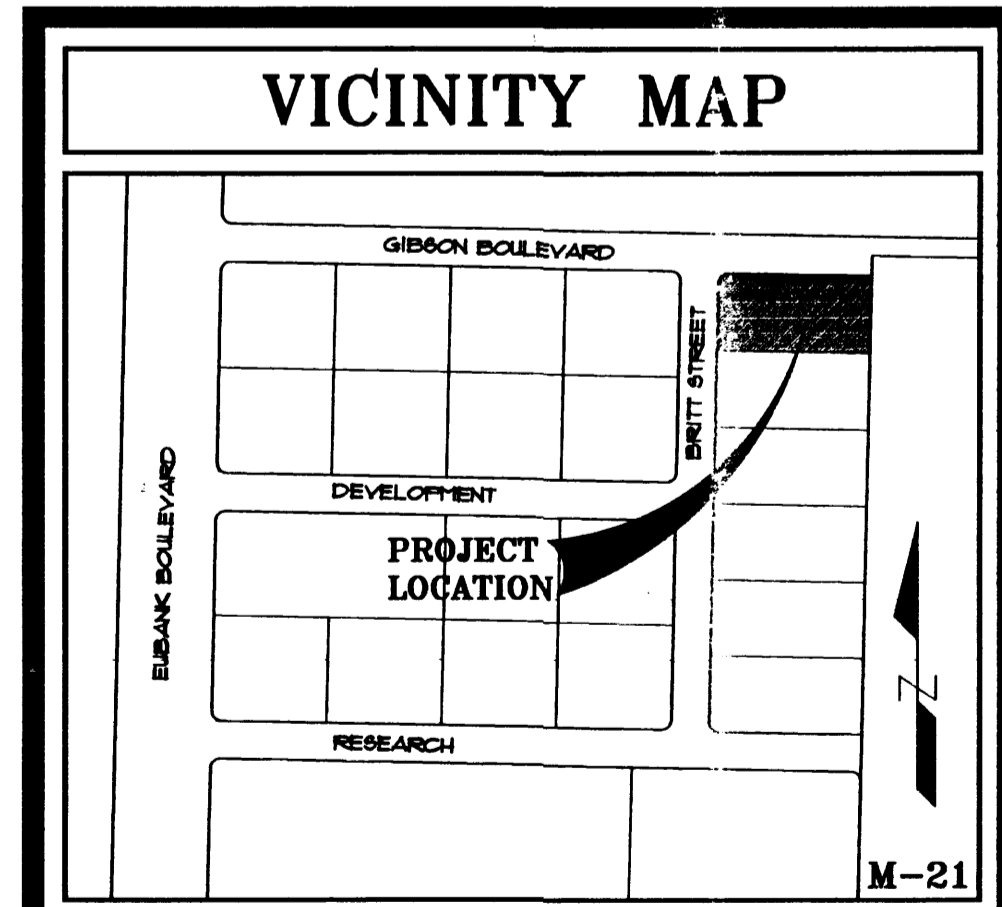 VICINITY MAP
GIBSON BOULEVARD
BRITT STREET
EUBANK BOULEVARD
DEVELOPMENT
PROJECT
LOCATION
RESEARCH
N
M-21